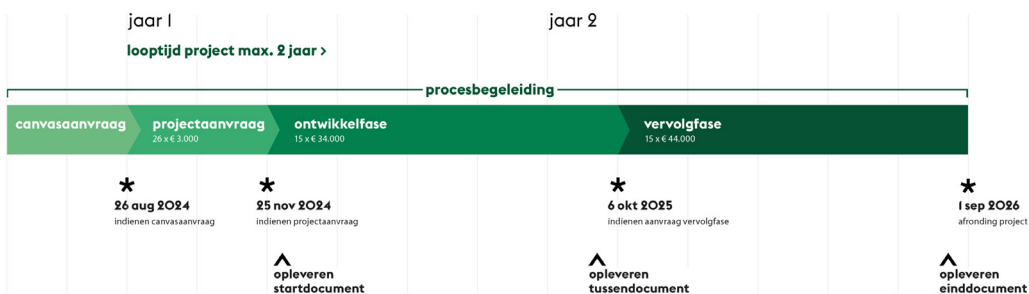 jaar 1
jaar 2
looptijd project max. 2 jaar >
procesbegeleiding
canvasaanvraag
projectaanvraag
26 x € 3.000
ontwikkelfase
15 x € 34.000
vervolgfase
15 x € 44.000
26 aug 2024
indienen canvasaanvraag
25 nov 2024
indienen projectaanvraag
6 okt 2025
indienen aanvraag vervolgfase
1 sep 2026
afronding project
opleveren
startdocument
opleveren
tussendocument
opleveren
einddocument